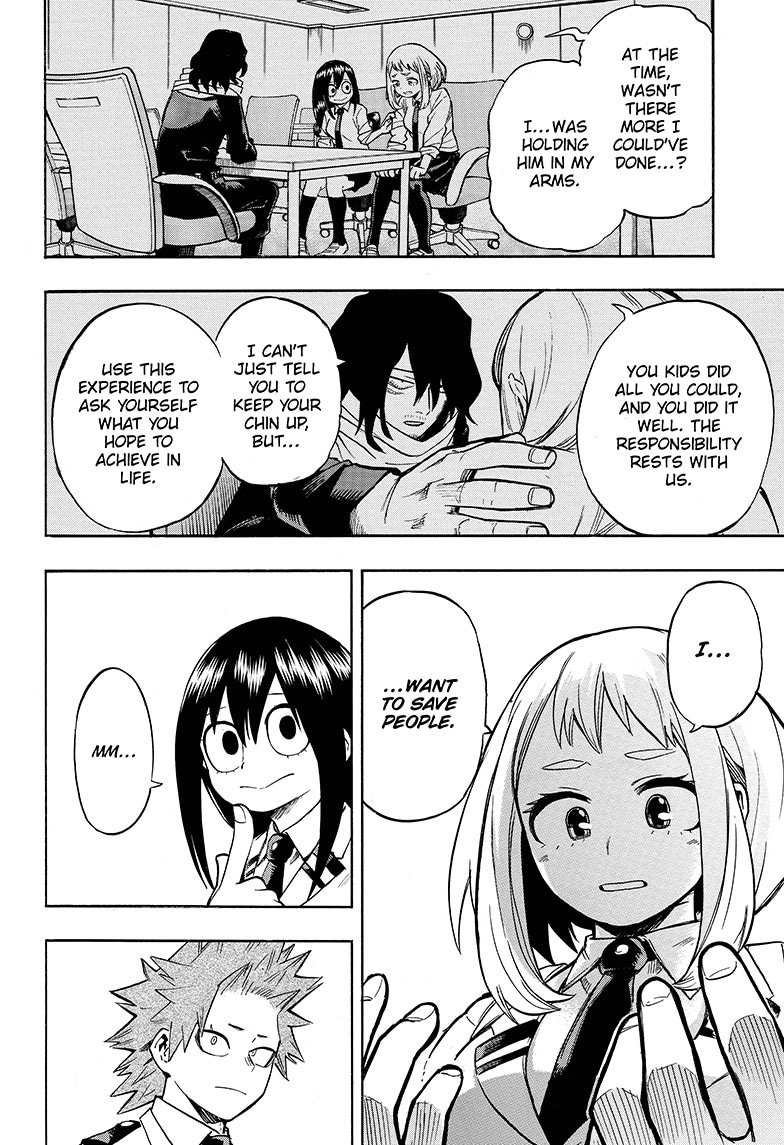 AT THE
TIME,
WASN'T
THERE
MORE I
COULD'VE
DONE...?
I...WAS
HOLDING
HIM IN MY
ARMS.
YOU KIDS DID
ALL YOU COULD,
AND YOU DID IT
WELL. THE
RESPONSIBILITY
RESTS WITH
US.
I CAN'T
JUST TELL
YOU TO
KEEP YOUR
CHIN UP,
BUT...
USE THIS
EXPERIENCE TO
ASK YOURSELF
WHAT YOU
HOPE TO
ACHIEVE IN
LIFE.
I...
...WANT
TO SAVE
PEOPLE.
MM...